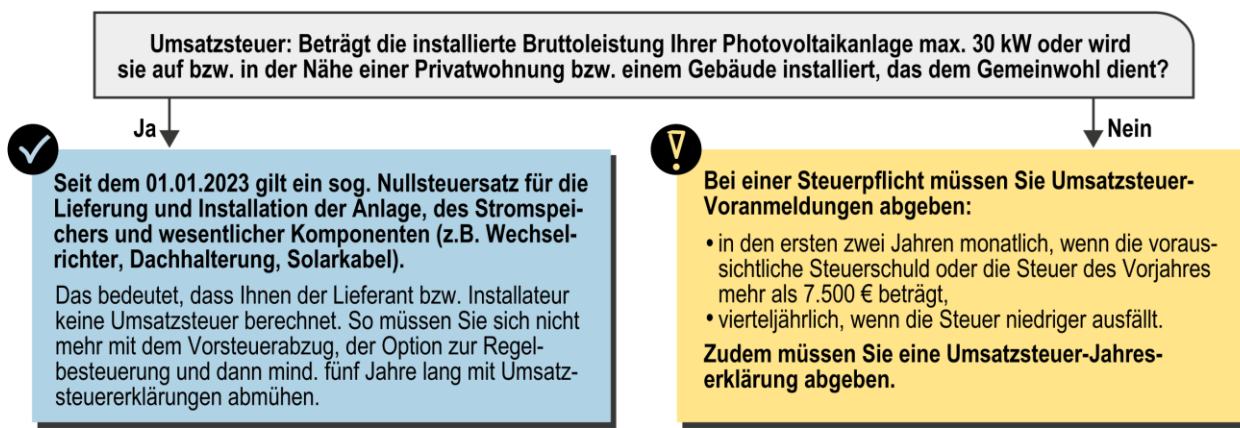 Umsatzsteuer: Beträgt die installierte Bruttoleistung Ihrer Photovoltaikanlage max. 30 kW oder wird
sie auf bzw. in der Nähe einer Privatwohnung bzw. einem Gebäude installiert, das dem Gemeinwohl dient?
Ja
Seit dem 01.01.2023 gilt ein sog. Nullsteuersatz für die
Lieferung und Installation der Anlage, des Stromspei-
chers und wesentlicher Komponenten (z.B. Wechsel-
richter, Dachhalterung, Solarkabel).
Das bedeutet, dass Ihnen der Lieferant bzw. Installateur
keine Umsatzsteuer berechnet. So müssen Sie sich nicht
mehr mit dem Vorsteuerabzug, der Option zur Regel-
besteuerung und dann mind. fünf Jahre lang mit Umsatz-
steuererklärungen abmühen.
Nein
Bei einer Steuerpflicht müssen Sie Umsatzsteuer-
Voranmeldungen abgeben:
• in den ersten zwei Jahren monatlich, wenn die voraus-
sichtliche Steuerschuld oder die Steuer des Vorjahres
mehr als 7.500 € beträgt,
• vierteljährlich, wenn die Steuer niedriger ausfällt.
Zudem müssen Sie eine Umsatzsteuer-Jahres-
erklärung abgeben.